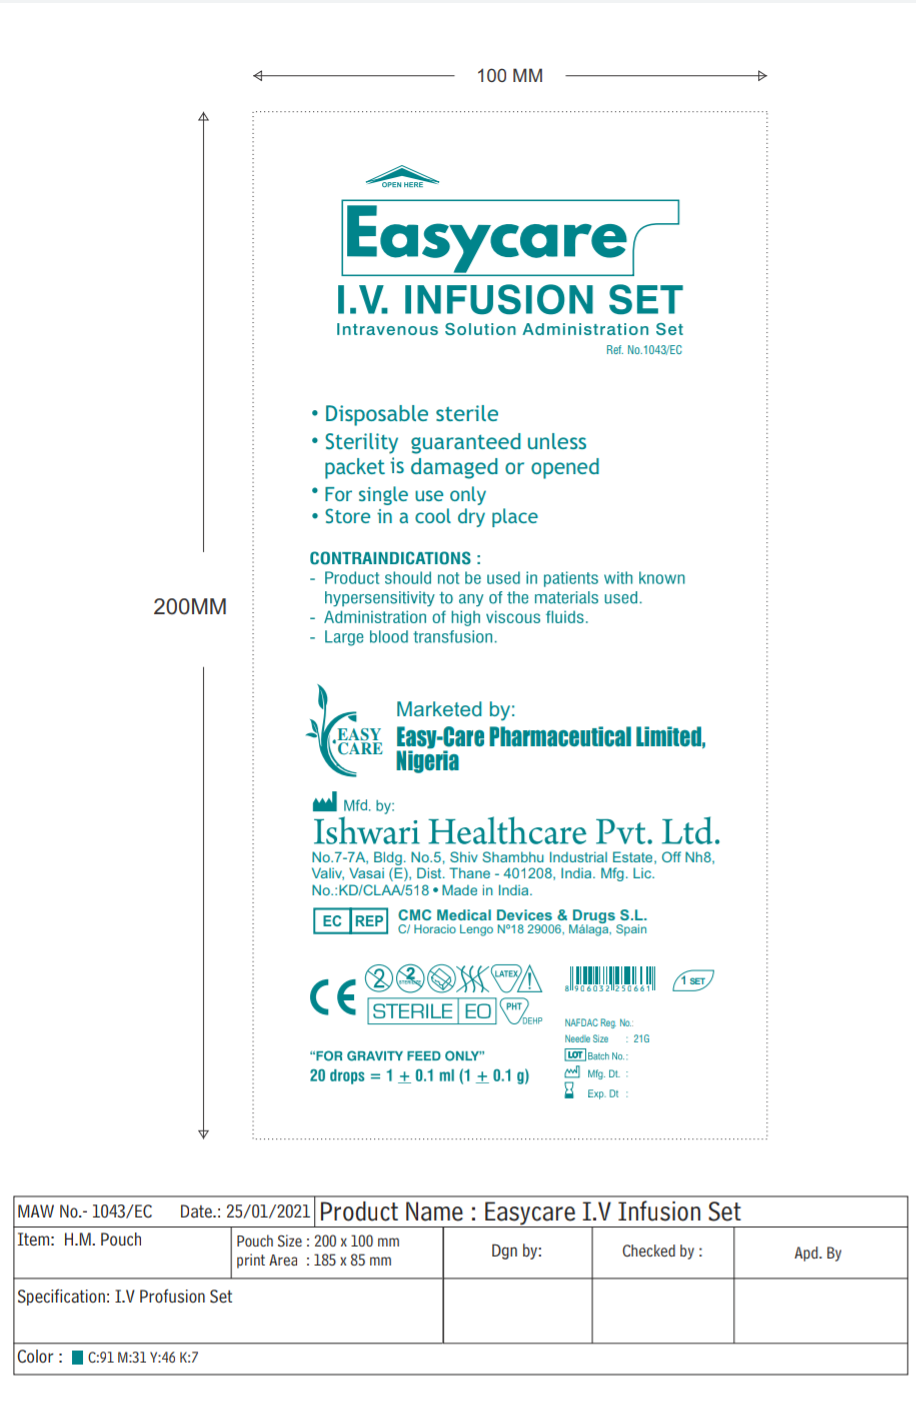 100 MM
OPEN HERE
Easycare
I.V. INFUSION SET
Intravenous Solution Administration Set
Ref. No.1043/EC
• Disposable sterile
• Sterility guaranteed unless
packet is damaged or opened
• For single use only
• Store in a cool dry place
CONTRAINDICATIONS :
- Product should not be used in patients with known
hypersensitivity to any of the materials used.
- Administration of high viscous fluids.
- Large blood transfusion.
200MM
EASY
CARE
Marketed by:
Easy-Care Pharmaceutical Limited,
Nigeria
Mfd. by:
Ishwari Healthcare Pvt. Ltd.
No.7-7A, Bldg. No.5, Shiv Shambhu Industrial Estate, Off Nh8,
Valiv, Vasai (E), Dist. Thane - 401208, India. Mfg. Lic.
No.:KD/CLAA/518 • Made in India.
EC REP
CMC Medical Devices & Drugs S.L.
C/ Horacio Lengo Nº18 29006, Málaga, Spain
CE
2
2
LATEX
STERILE EO
PHT
DEHP
8 906032 250661
1 SET
NAFDAC Reg. No.:
Needle Size : 21G
LOT Batch No. :
Mfg. Dt. :
Exp. Dt :
"FOR GRAVITY FEED ONLY"
20 drops = 1 ± 0.1 ml (1 ± 0.1 g)
MAW No.- 1043/EC Date.: 25/01/2021 Product Name : Easycare I.V Infusion Set
Item: H.M. Pouch
Pouch Size : 200 x 100 mm
print Area : 185 x 85 mm
Dgn by:
Checked by :
Apd. By
Specification: I.V Profusion Set
Color : C:91 M:31 Y:46 K:7